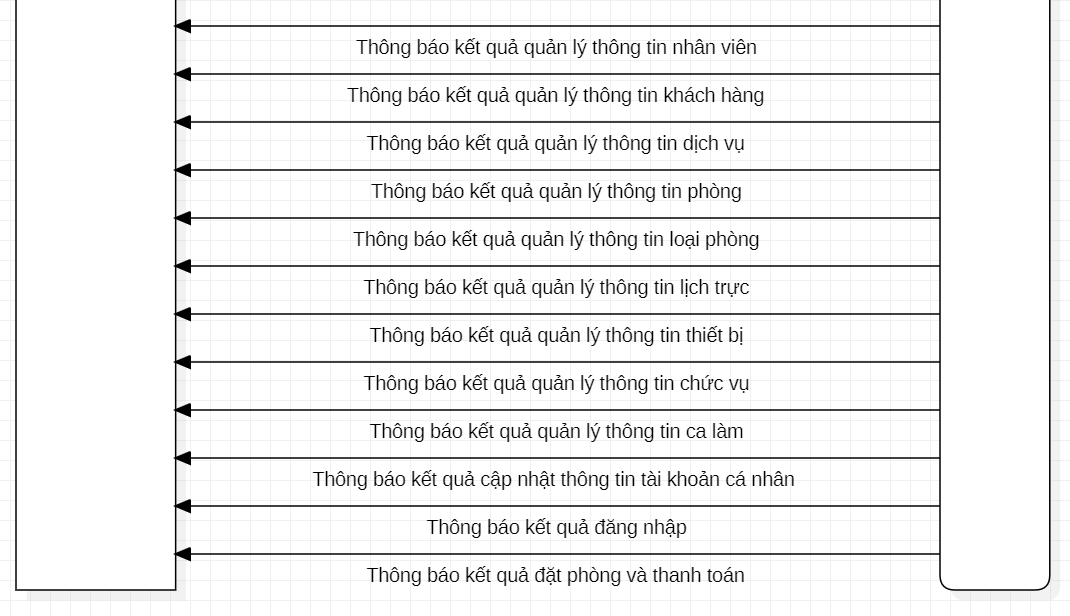 Thông báo kết quả quản lý thông tin nhân viên
Thông báo kết quả quản lý thông tin khách hàng
Thông báo kết quả quản lý thông tin dịch vụ
Thông báo kết quả quản lý thông tin phòng
Thông báo kết quả quản lý thông tin loại phòng
Thông báo kết quả quản lý thông tin lịch trực
Thông báo kết quả quản lý thông tin thiết bị
Thông báo kết quả quản lý thông tin chức vụ
Thông báo kết quả quản lý thông tin ca làm
Thông báo kết quả cập nhật thông tin tài khoản cá nhân
Thông báo kết quả đăng nhập
Thông báo kết quả đặt phòng và thanh toán